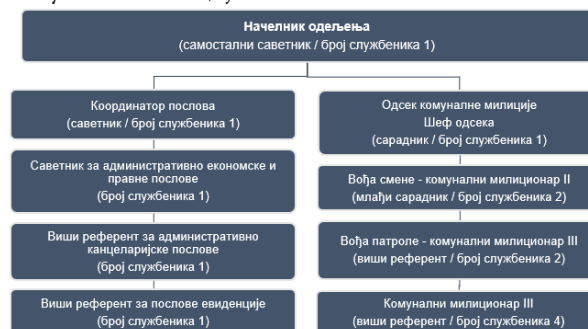 Начелник одељења
(самостални саветник / број службеника 1)
Координатор послова
(саветник / број службеника 1)
Саветник за административно економске и
правне послове
(број службеника 1)
Виши референт за административно
канцеларијске послове
(број службеника 1)
Виши референт за послове евиденције
(број службеника 1)
Одсек комуналне милиције
Шеф одсека
(сарадник / број службеника 1)
Вођа смене - комунални милиционар II
(млађи сарадник / број службеника 2)
Вођа патроле - комунални милиционар III
(виши референт / број службеника 2)
Комунални милиционар III
(виши референт / број службеника 4)